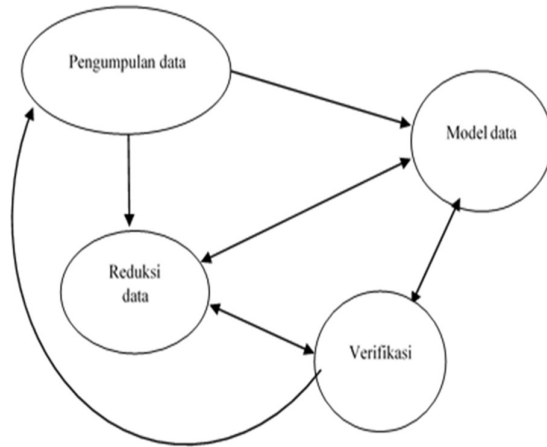 Pengumpulan data
Model data
Reduksi
data
Verifikasi